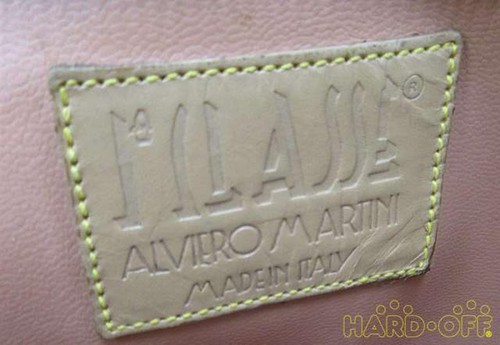 1ª CLASSE ®
ALVIERO MARTINI
MADE IN ITALY
HARD·OFF